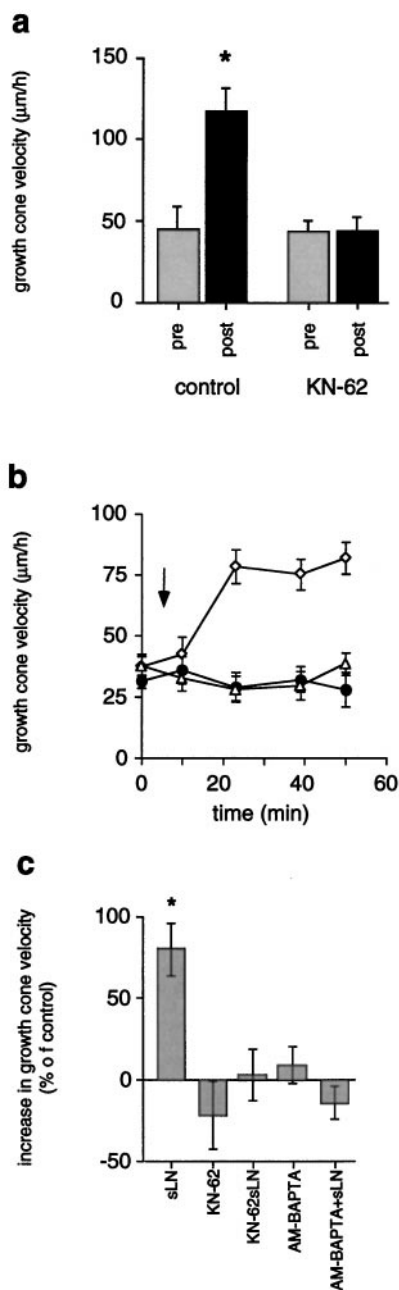 a
growth cone velocity (μm/h)
150
100
50
0
*
pre
post
pre
post
control
KN-62
b
growth cone velocity (μm/h)
100
75
50
25
0
0
20
40
60
time (min)
c
increase in growth cone velocity
(% o f control)
100
50
0
-50
*
sLN
KN-62
KN-62sLN
AM-BAPTA
AM-BAPTA+sLN